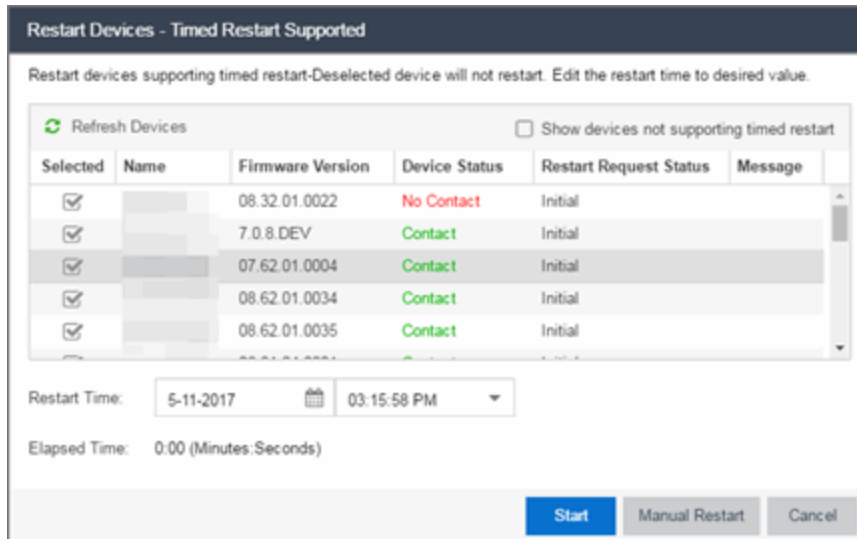 Restart Devices - Timed Restart Supported
Restart devices supporting timed restart-Deselected device will not restart. Edit the restart time to desired value.
Refresh Devices Show devices not supporting timed restart
Selected Name Firmware Version Device Status Restart Request Status Message
08.32.01.0022 No Contact Initial
7.0.8.DEV Contact Initial
07.62.01.0004 Contact Initial
08.62.01.0034 Contact Initial
08.62.01.0035 Contact Initial
Restart Time: 5-11-2017 03:15:58 PM
Elapsed Time: 0:00 (Minutes:Seconds)
Start Manual Restart Cancel